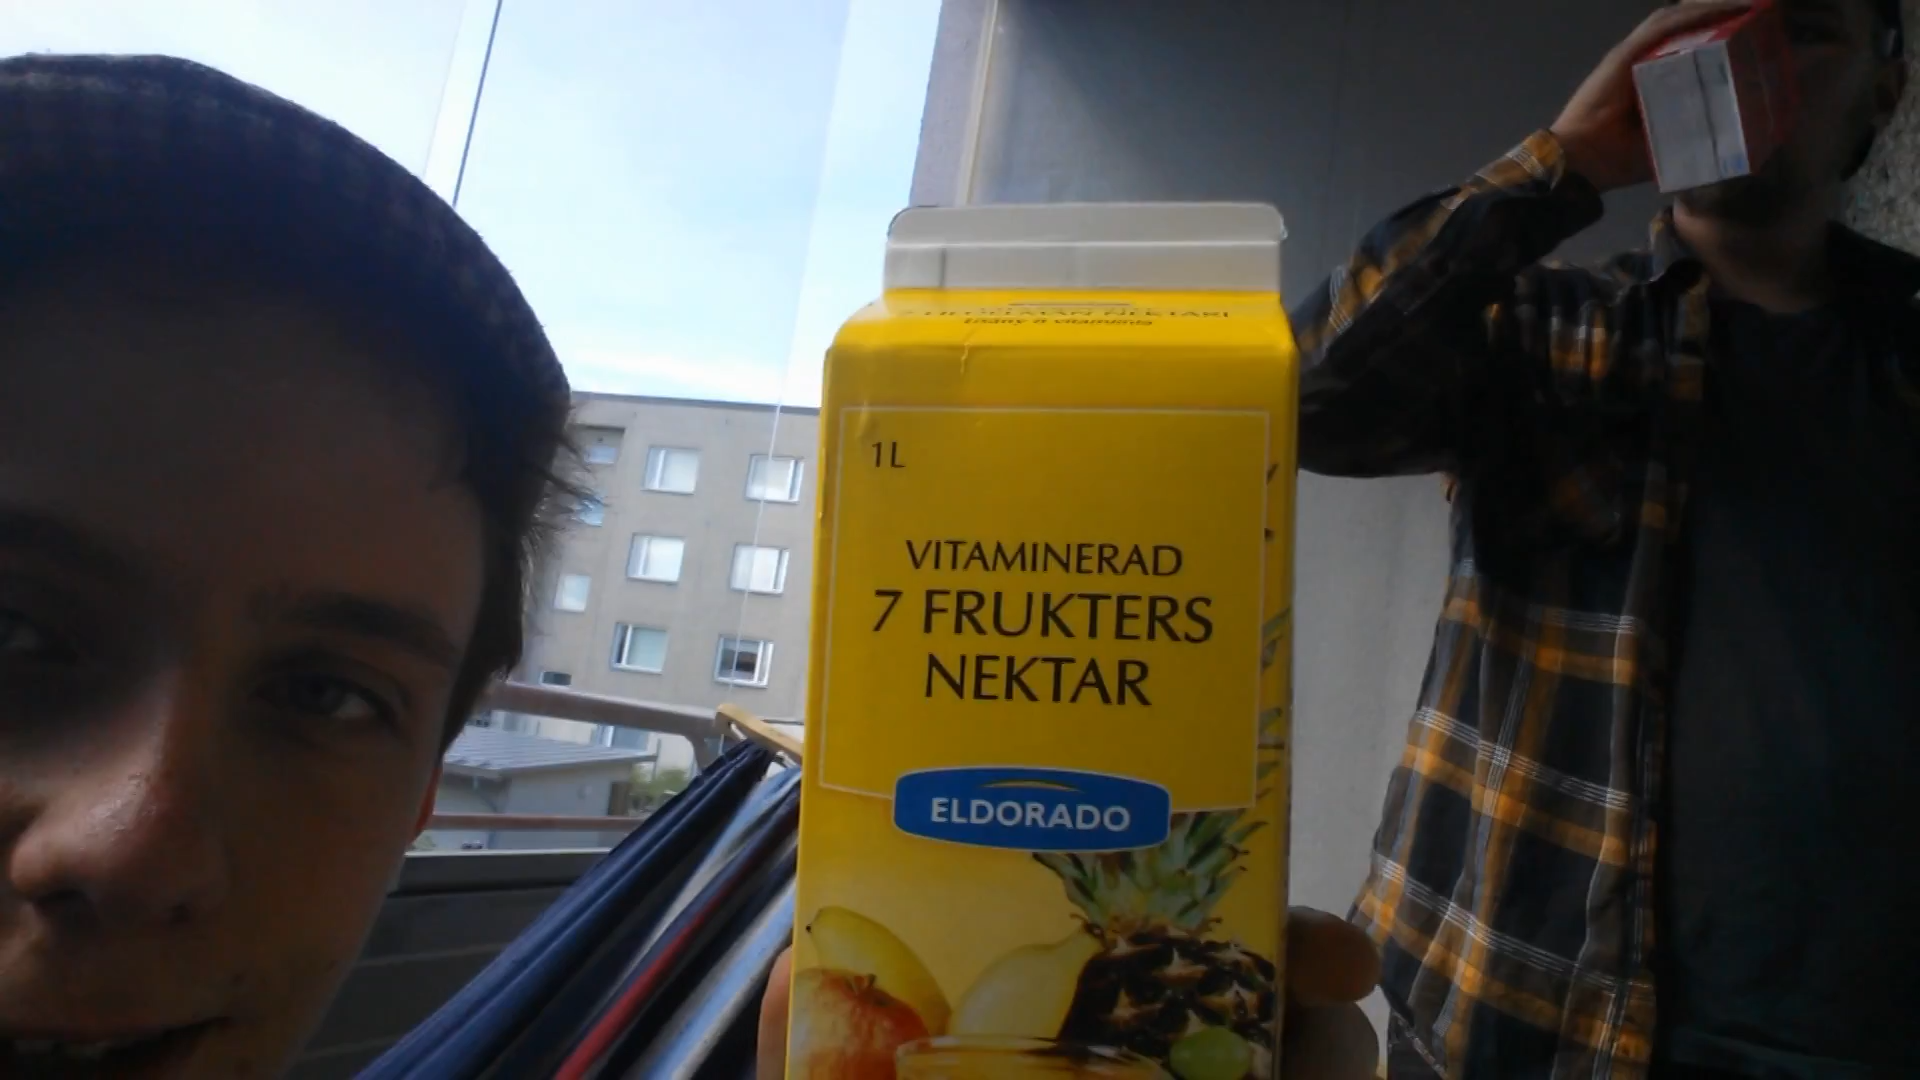 1L
VITAMINERAD
7 FRUKTERS
NEKTAR
ELDORADO